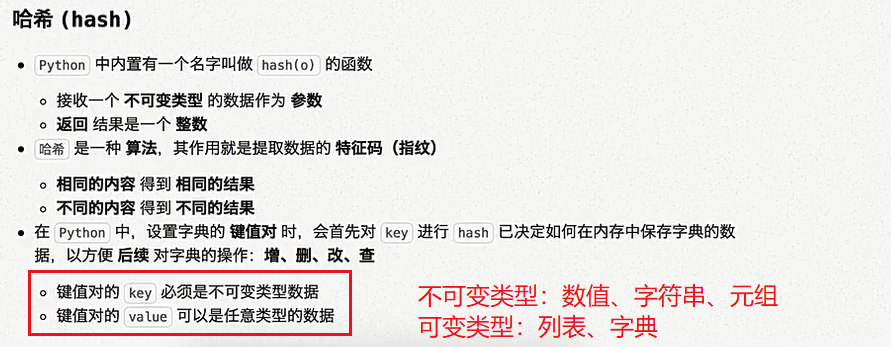 哈希 (hash)
Python 中内置有一个名字叫做 hash(o) 的函数
接收一个 不可变类型 的数据作为 参数
返回 结果是一个 整数
哈希 是一种 算法，其作用就是提取数据的 特征码（指纹）
相同的内容 得到 相同的结果
不同的内容 得到 不同的结果
在 Python 中，设置字典的 键值对 时，会首先对 key 进行 hash 已决定如何在内存中保存字典的数
据，以方便 后续 对字典的操作：增、删、改、查
键值对的 key 必须是不可变类型数据
键值对的 value 可以是任意类型的数据
不可变类型：数值、字符串、元组
可变类型：列表、字典